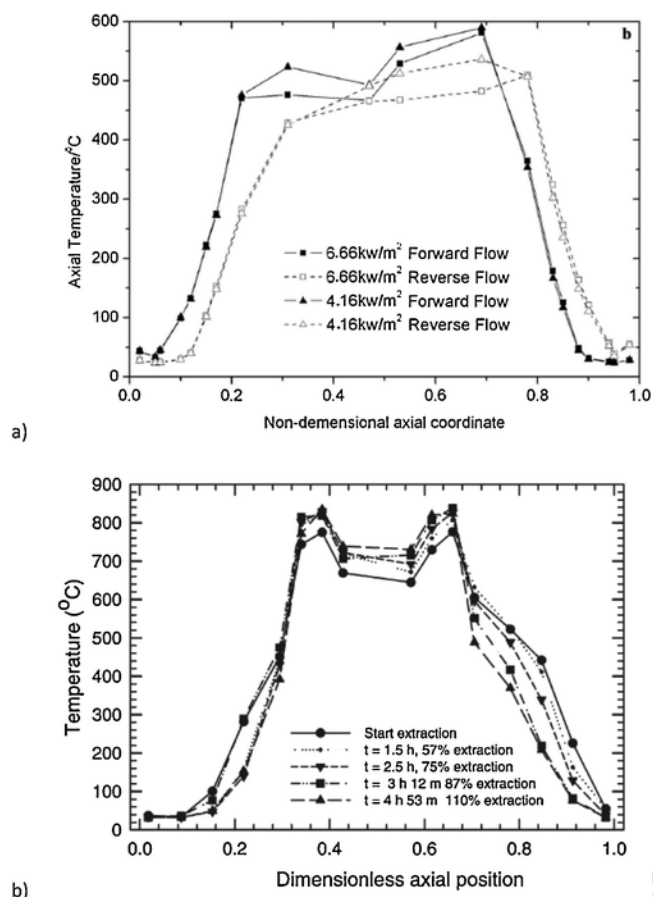 b
600
500
400
300
200
100
0
Axial Temperature/°C
6.66kw/m² Forward Flow
6.66kw/m² Reverse Flow
4.16kw/m² Forward Flow
4.16kw/m² Reverse Flow
0.0 0.2 0.4 0.6 0.8 1.0
Non-demensional axial coordinate
a)
900
800
700
600
500
400
300
200
100
0
Temperature (°C)
Start extraction
t = 1.5 h, 57% extraction
t = 2.5 h, 75% extraction
t = 3 h 12 m 87% extraction
t = 4 h 53 m 110% extraction
0.0 0.2 0.4 0.6 0.8 1.0
Dimensionless axial position
b)